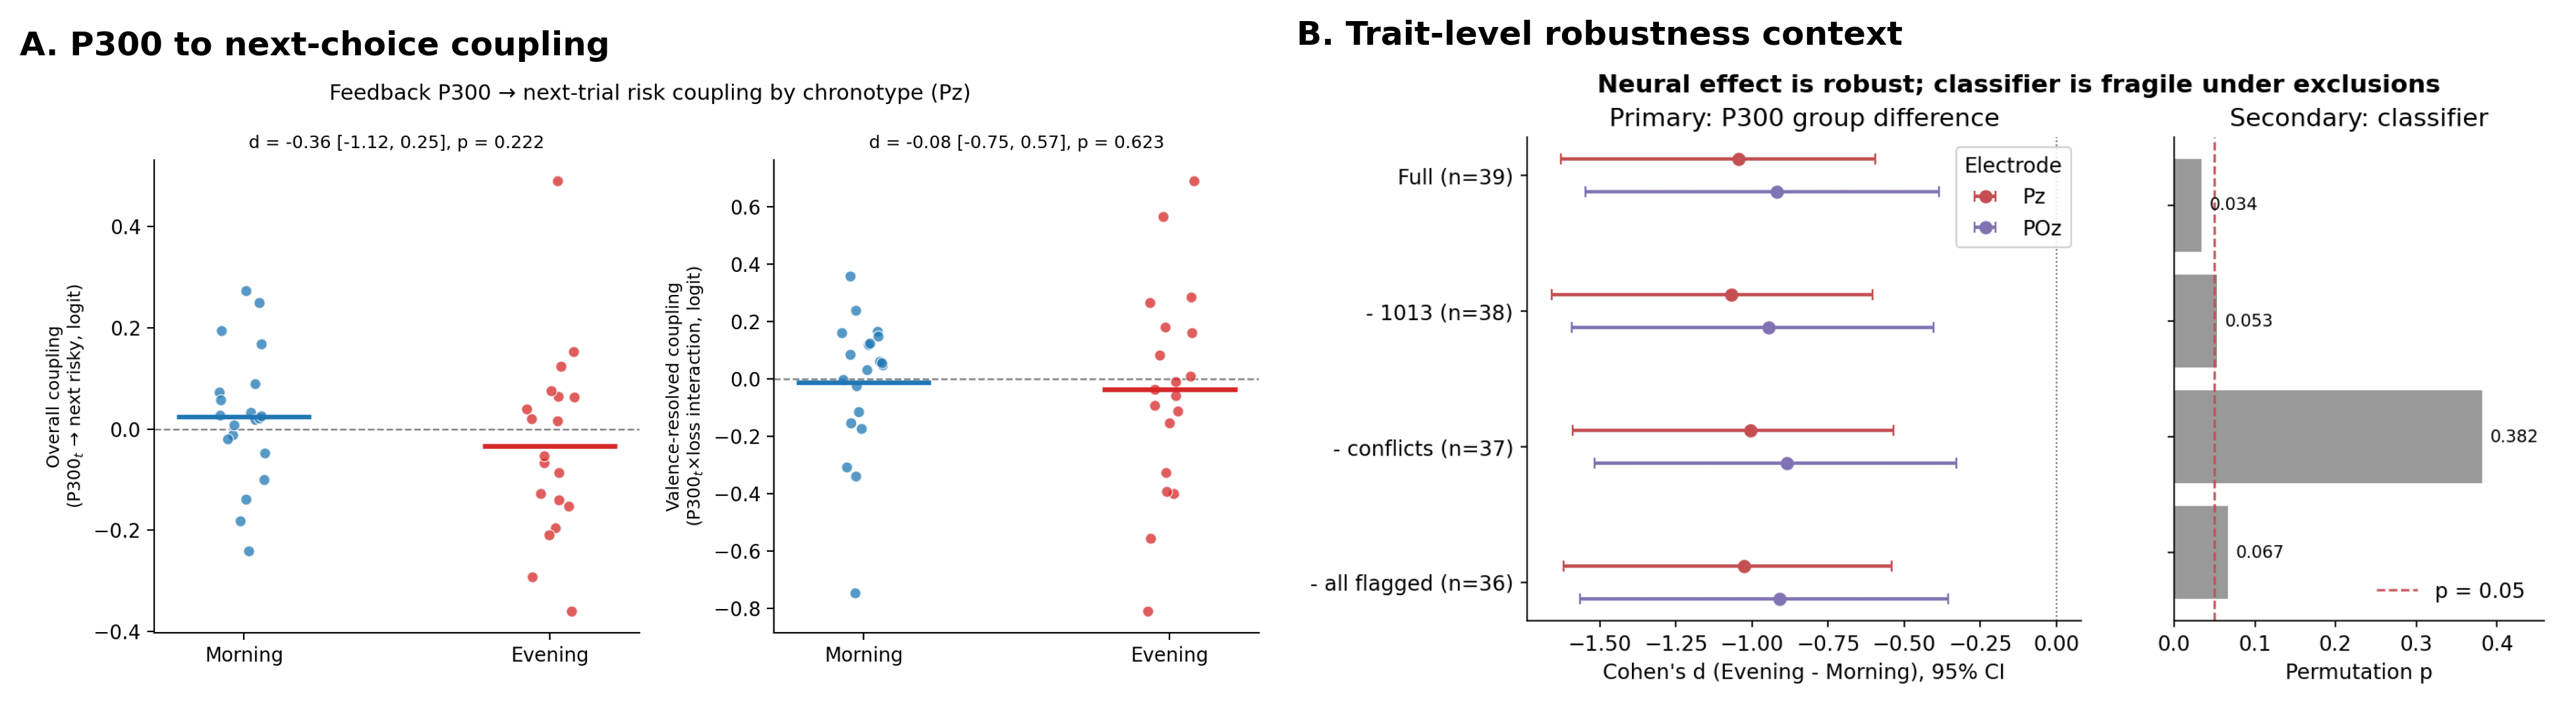 A. P300 to next-choice coupling
Feedback P300 → next-trial risk coupling by chronotype (Pz)
d = -0.36 [-1.12, 0.25], p = 0.222
Overall coupling
(P300t → next risky, logit)
0.4
0.2
0.0
−0.2
−0.4
Morning
Evening
d = -0.08 [-0.75, 0.57], p = 0.623
Valence-resolved coupling
(P300t×loss interaction, logit)
0.6
0.4
0.2
0.0
−0.2
−0.4
−0.6
−0.8
Morning
Evening
B. Trait-level robustness context
Neural effect is robust; classifier is fragile under exclusions
Primary: P300 group difference
Full (n=39)
- 1013 (n=38)
- conflicts (n=37)
- all flagged (n=36)
Electrode
Pz
POz
−1.50 −1.25 −1.00 −0.75 −0.50 −0.25 0.00
Cohen's d (Evening - Morning), 95% CI
Secondary: classifier
0.034
0.053
0.382
0.067
p = 0.05
0.0 0.1 0.2 0.3 0.4
Permutation p